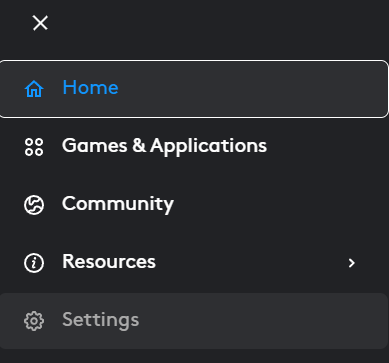 Home
Games & Applications
Community
Resources
Settings